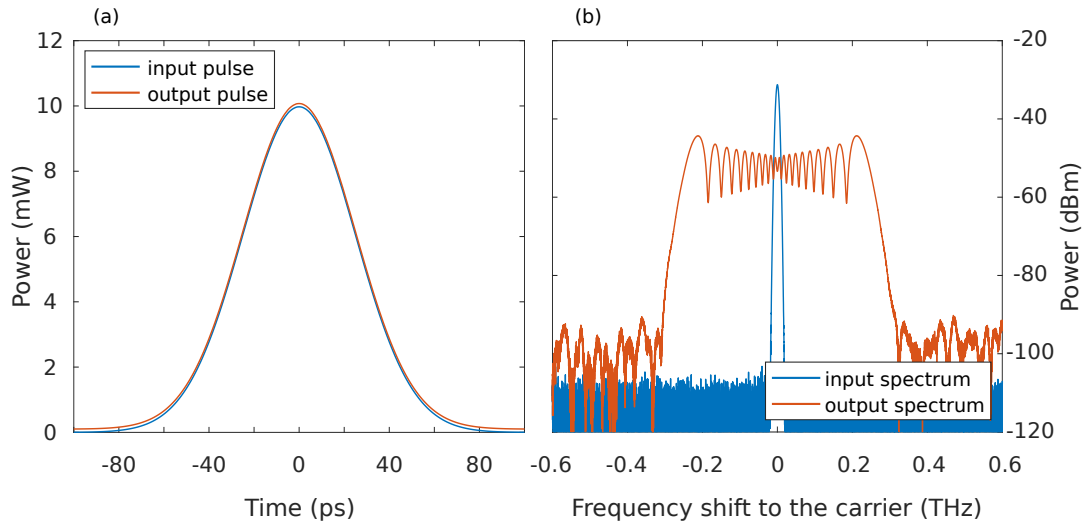 (a)
12
10
8
6
4
2
0
Power (mW)
input pulse
output pulse
-80 -40 0 40 80
Time (ps)
(b)
-20
-40
-60
-80
-100
-120
Power (dBm)
input spectrum
output spectrum
-0.6 -0.4 -0.2 0 0.2 0.4 0.6
Frequency shift to the carrier (THz)